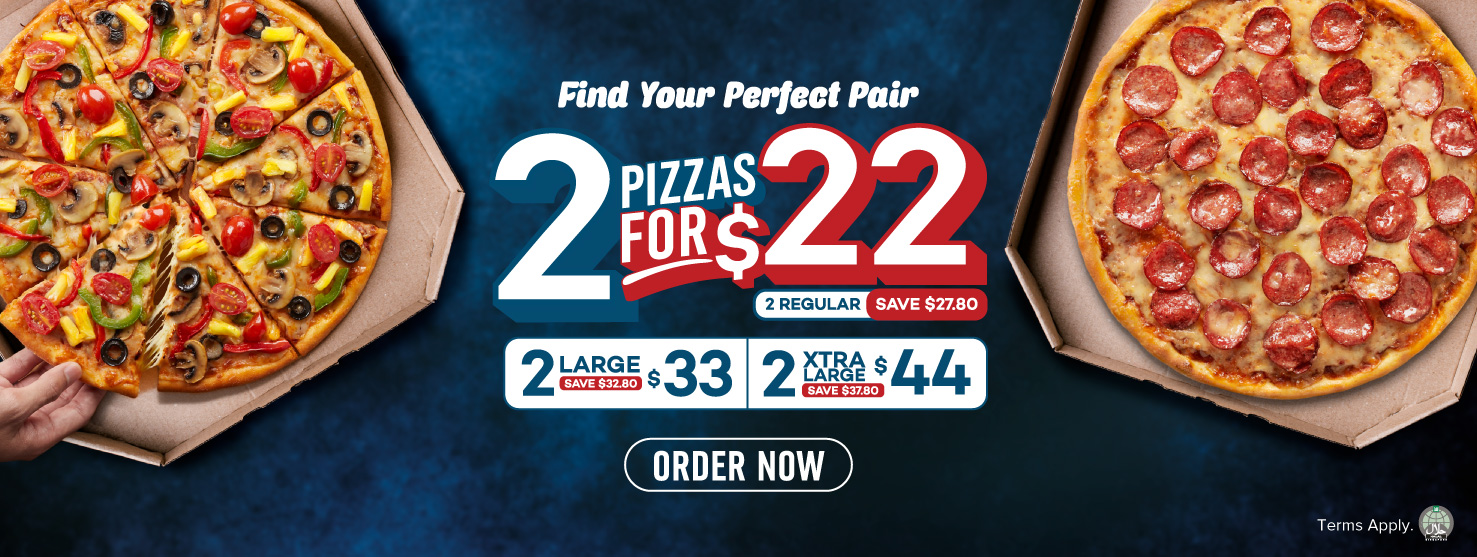 Find Your Perfect Pair
2 PIZZAS FOR $22
2 REGULAR SAVE $27.80
2 LARGE SAVE $32.80 $33
2 XTRA LARGE SAVE $37.80 $44
ORDER NOW
Terms Apply.